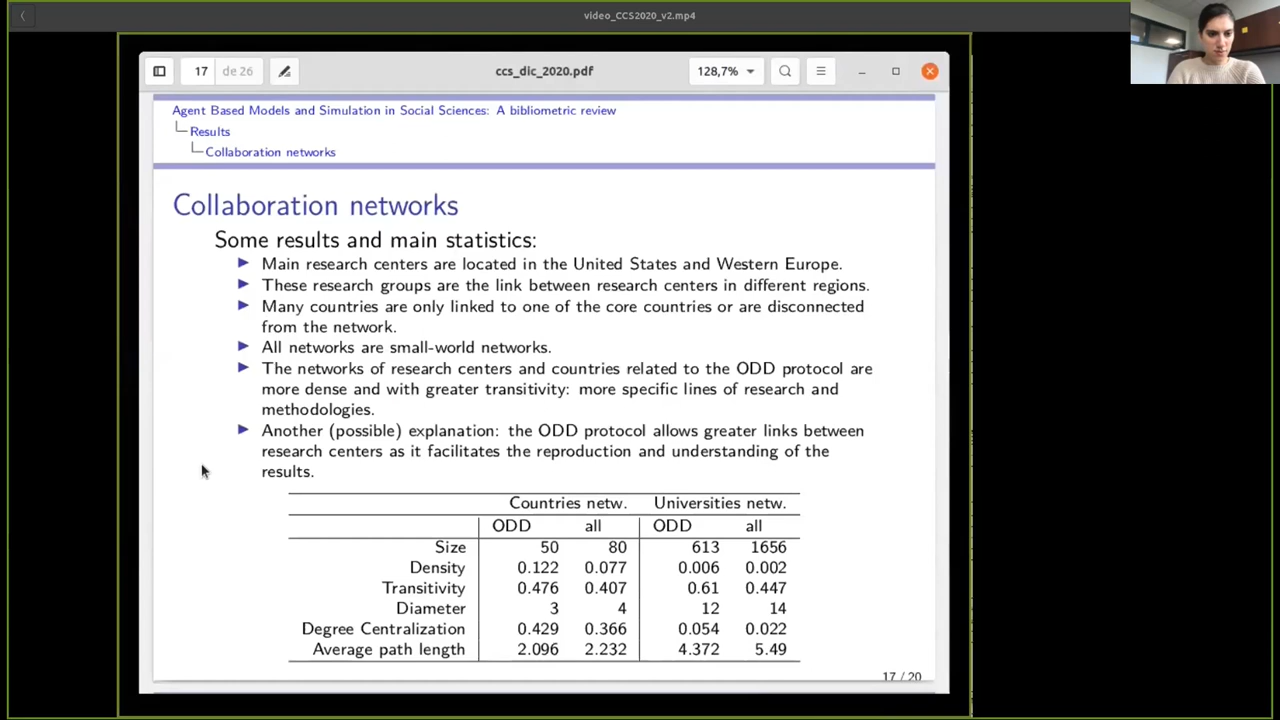 video_CCS2020_v2.mp4
17 de 26 ccs_dic_2020.pdf 128,7%
Agent Based Models and Simulation in Social Sciences: A bibliometric review
Results
Collaboration networks
Collaboration networks
Some results and main statistics:
Main research centers are located in the United States and Western Europe.
These research groups are the link between research centers in different regions.
Many countries are only linked to one of the core countries or are disconnected
from the network.
All networks are small-world networks.
The networks of research centers and countries related to the ODD protocol are
more dense and with greater transitivity: more specific lines of research and
methodologies.
Another (possible) explanation: the ODD protocol allows greater links between
research centers as it facilitates the reproduction and understanding of the
results.
Countries netw. Universities netw.
ODD all ODD all
Size 50 80 613 1656
Density 0.122 0.077 0.006 0.002
Transitivity 0.476 0.407 0.61 0.447
Diameter 3 4 12 14
Degree Centralization 0.429 0.366 0.054 0.022
Average path length 2.096 2.232 4.372 5.49
17 / 20